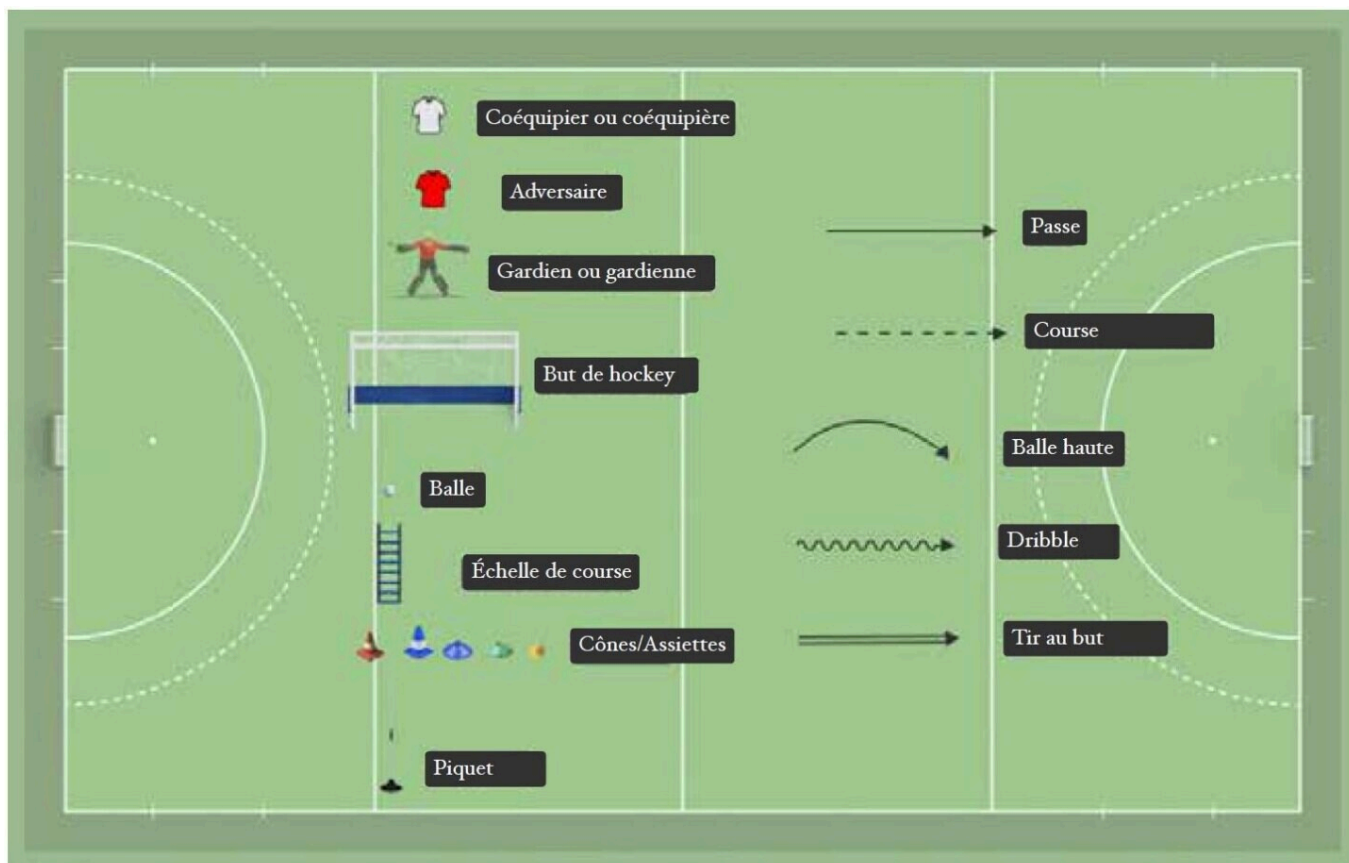 Coéquipier ou coéquipière
Adversaire
Gardien ou gardienne
But de hockey
Balle
Échelle de course
Cônes/Assiettes
Piquet
Passe
Course
Balle haute
Dribble
Tir au but